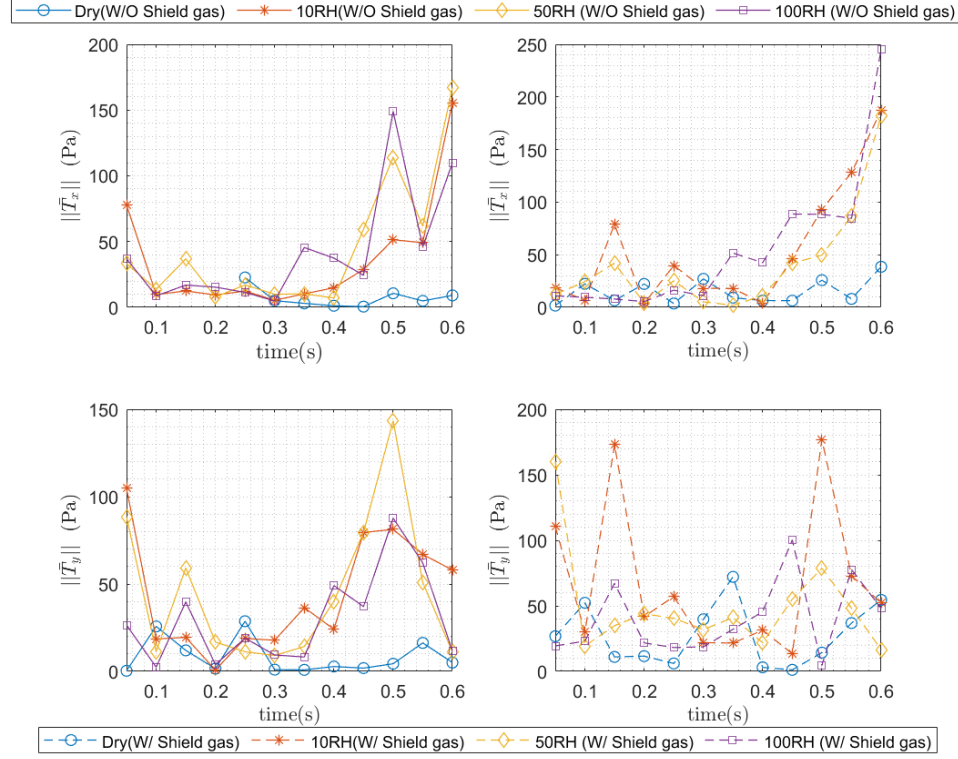 Dry(W/O Shield gas) 10RH(W/O Shield gas) 50RH (W/O Shield gas) 100RH (W/O Shield gas)
200
150
100
50
0
||T̄x|| (Pa)
0.1 0.2 0.3 0.4 0.5 0.6
time(s)
250
200
150
100
50
0
||T̄x|| (Pa)
0.1 0.2 0.3 0.4 0.5 0.6
time(s)
150
100
50
0
||T̄y|| (Pa)
0.1 0.2 0.3 0.4 0.5 0.6
time(s)
200
150
100
50
0
||T̄y|| (Pa)
0.1 0.2 0.3 0.4 0.5 0.6
time(s)
Dry(W/ Shield gas) 10RH(W/ Shield gas) 50RH (W/ Shield gas) 100RH (W/ Shield gas)